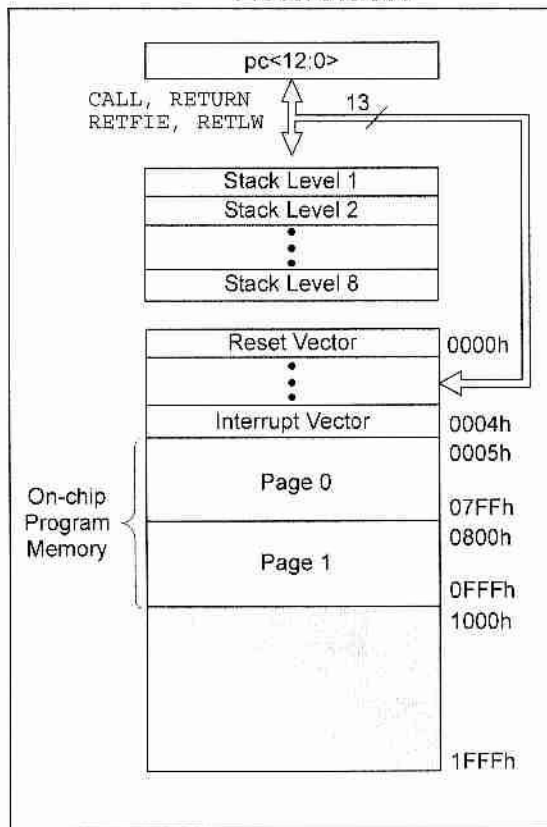 pc<12:0>
CALL, RETURN
RETFIE, RETLW
13
Stack Level 1
Stack Level 2
Stack Level 8
Reset Vector
0000h
Interrupt Vector
0004h
0005h
On-chip
Program
Memory
Page 0
07FFh
0800h
Page 1
0FFFh
1000h
1FFFh